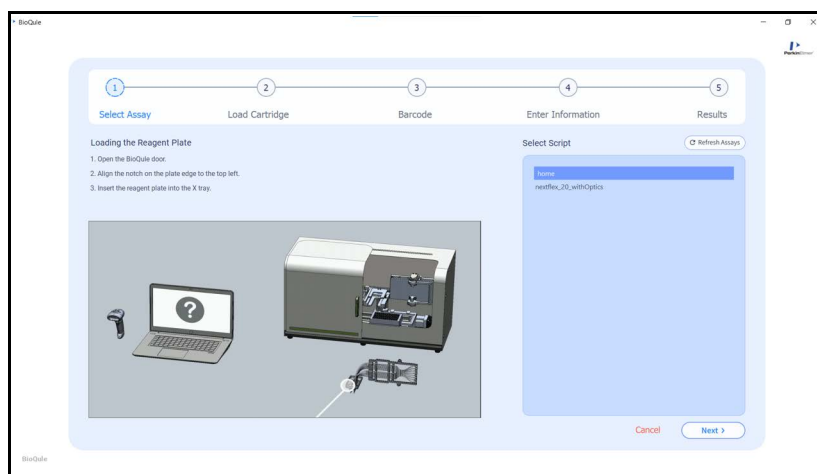 BioQule
PerkinElmer
1
2
3
4
5
Select Assay
Load Cartridge
Barcode
Enter Information
Results
Loading the Reagent Plate
1. Open the BioQule door.
2. Align the notch on the plate edge to the top left.
3. Insert the reagent plate into the X tray.
?
Select Script
Refresh Assays
home
nextflex_20_withOptics
Cancel
Next >
BioQule